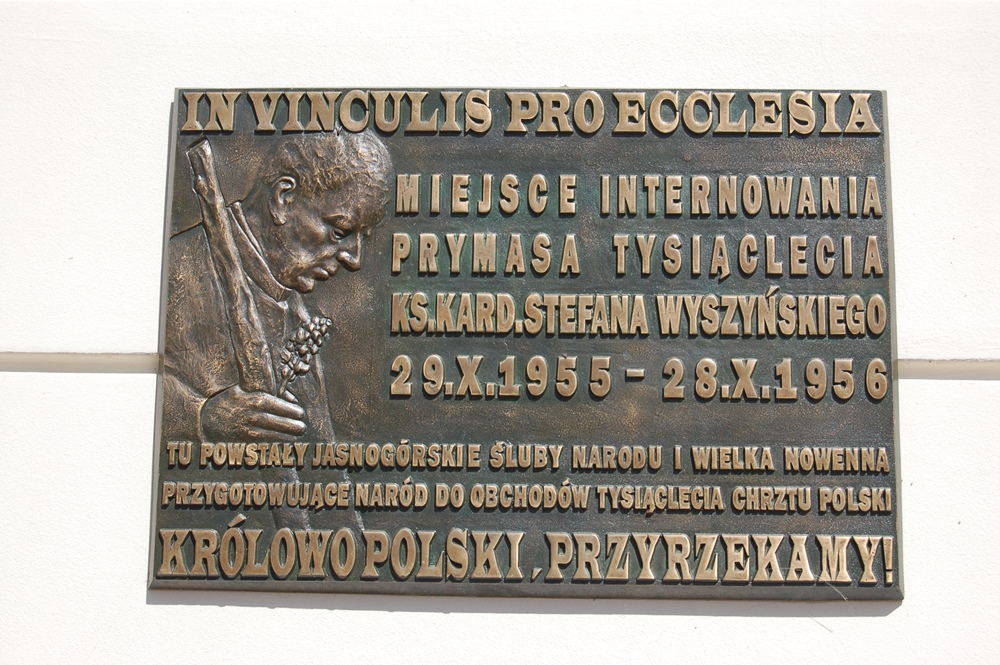 IN VINCULIS PRO ECCLESIA
MIEJSCE INTERNOWANIA
PRYMASA TYSIĄCLECIA
KS.KARD.STEFANA WYSZYŃSKIEGO
29.X.1955 - 28.X.1956
TU POWSTAŁY JASNOGÓRSKIE ŚLUBY NARODU I WIELKA NOWENNA
PRZYGOTOWUJĄCE NARÓD DO OBCHODÓW TYSIĄCLECIA CHRZTU POLSKI
KRÓLOWO POLSKI, PRZYRZEKAMY!